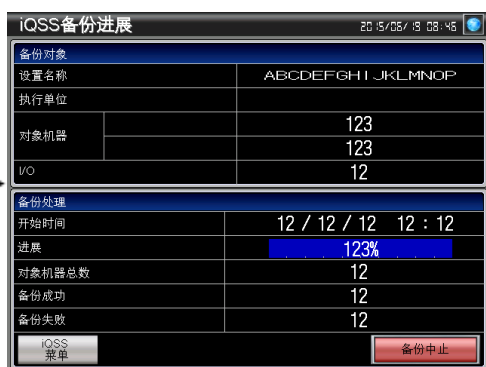 iQSS备份进展 2015/06/19 08:46
备份对象
设置名称 ABCDEFGHIJKLMNOP
执行单位
对象机器 123
123
I/O 12
备份处理
开始时间 12 / 12 / 12 12 : 12
进展 123%
对象机器总数 12
备份成功 12
备份失败 12
iQSS
菜单
备份中止